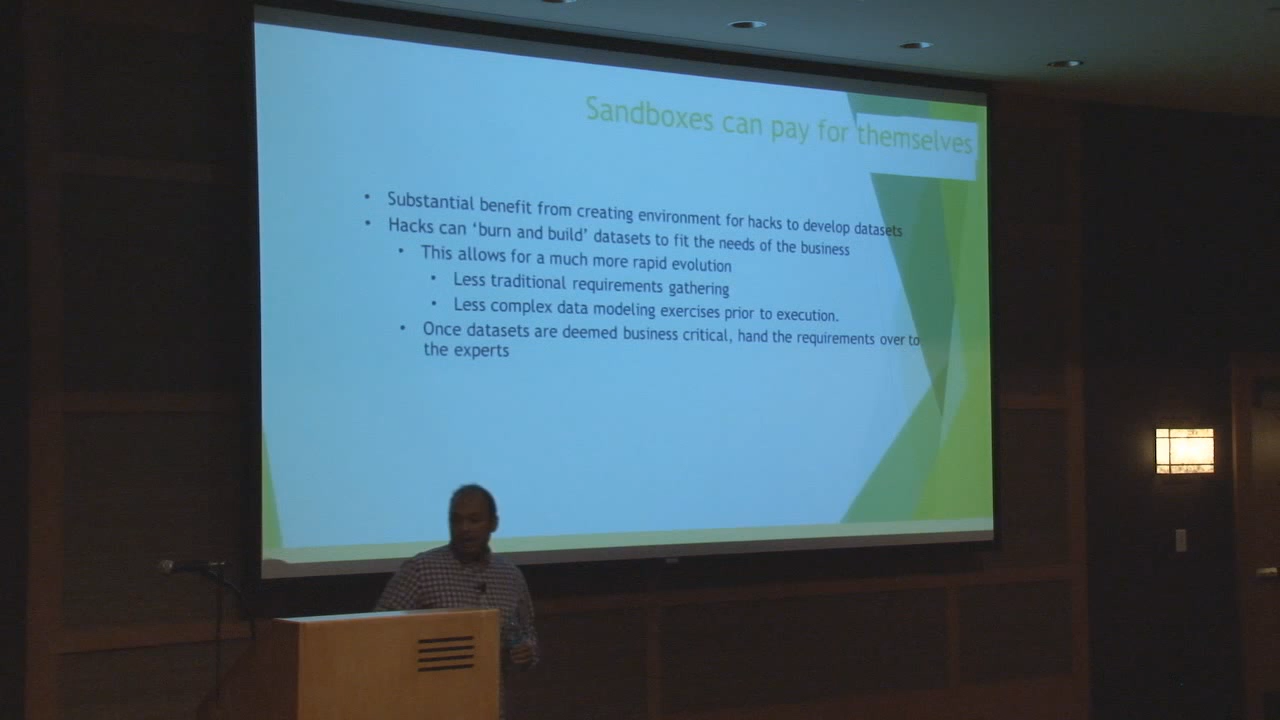 Sandboxes can pay for themselves
• Substantial benefit from creating environment for hacks to develop datasets
• Hacks can ‘burn and build’ datasets to fit the needs of the business
• This allows for a much more rapid evolution
• Less traditional requirements gathering
• Less complex data modeling exercises prior to execution.
• Once datasets are deemed business critical, hand the requirements over to
the experts